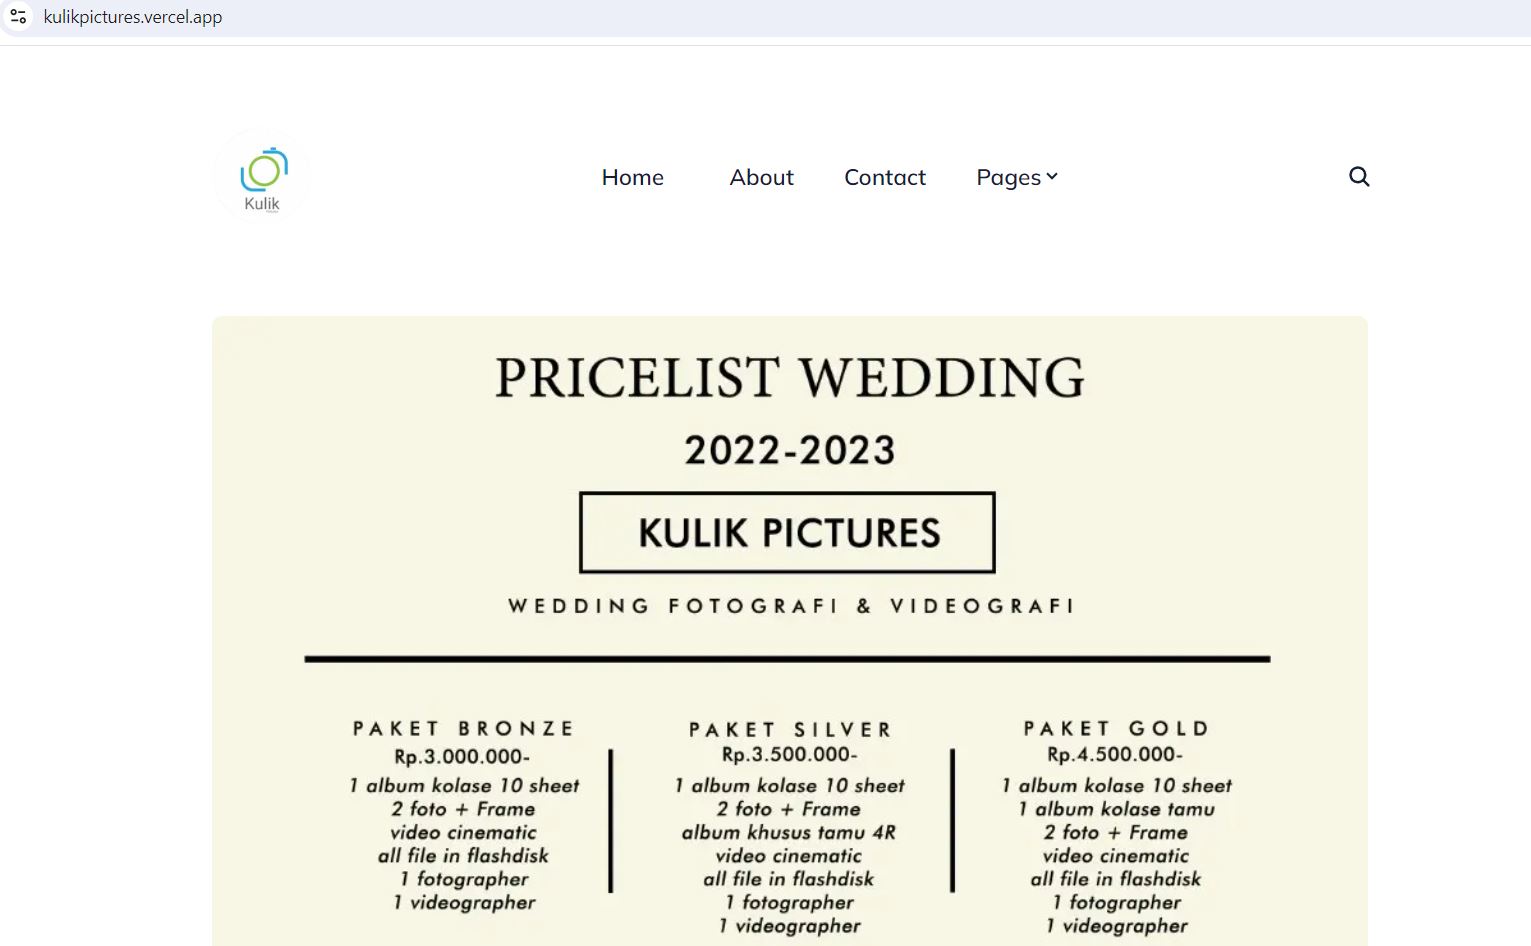 kulikpictures.vercel.app
Kulik
Home About Contact Pages
PRICELIST WEDDING
2022-2023
KULIK PICTURES
WEDDING FOTOGRAFI & VIDEOGRAFI
PAKET BRONZE
Rp.3.000.000-
1 album kolase 10 sheet
2 foto + Frame
video cinematic
all file in flashdisk
1 fotographer
1 videographer
PAKET SILVER
Rp.3.500.000-
1 album kolase 10 sheet
2 foto + Frame
album khusus tamu 4R
video cinematic
all file in flashdisk
1 fotographer
1 videographer
PAKET GOLD
Rp.4.500.000-
1 album kolase 10 sheet
1 album kolase tamu
2 foto + Frame
video cinematic
all file in flashdisk
1 fotographer
1 videographer